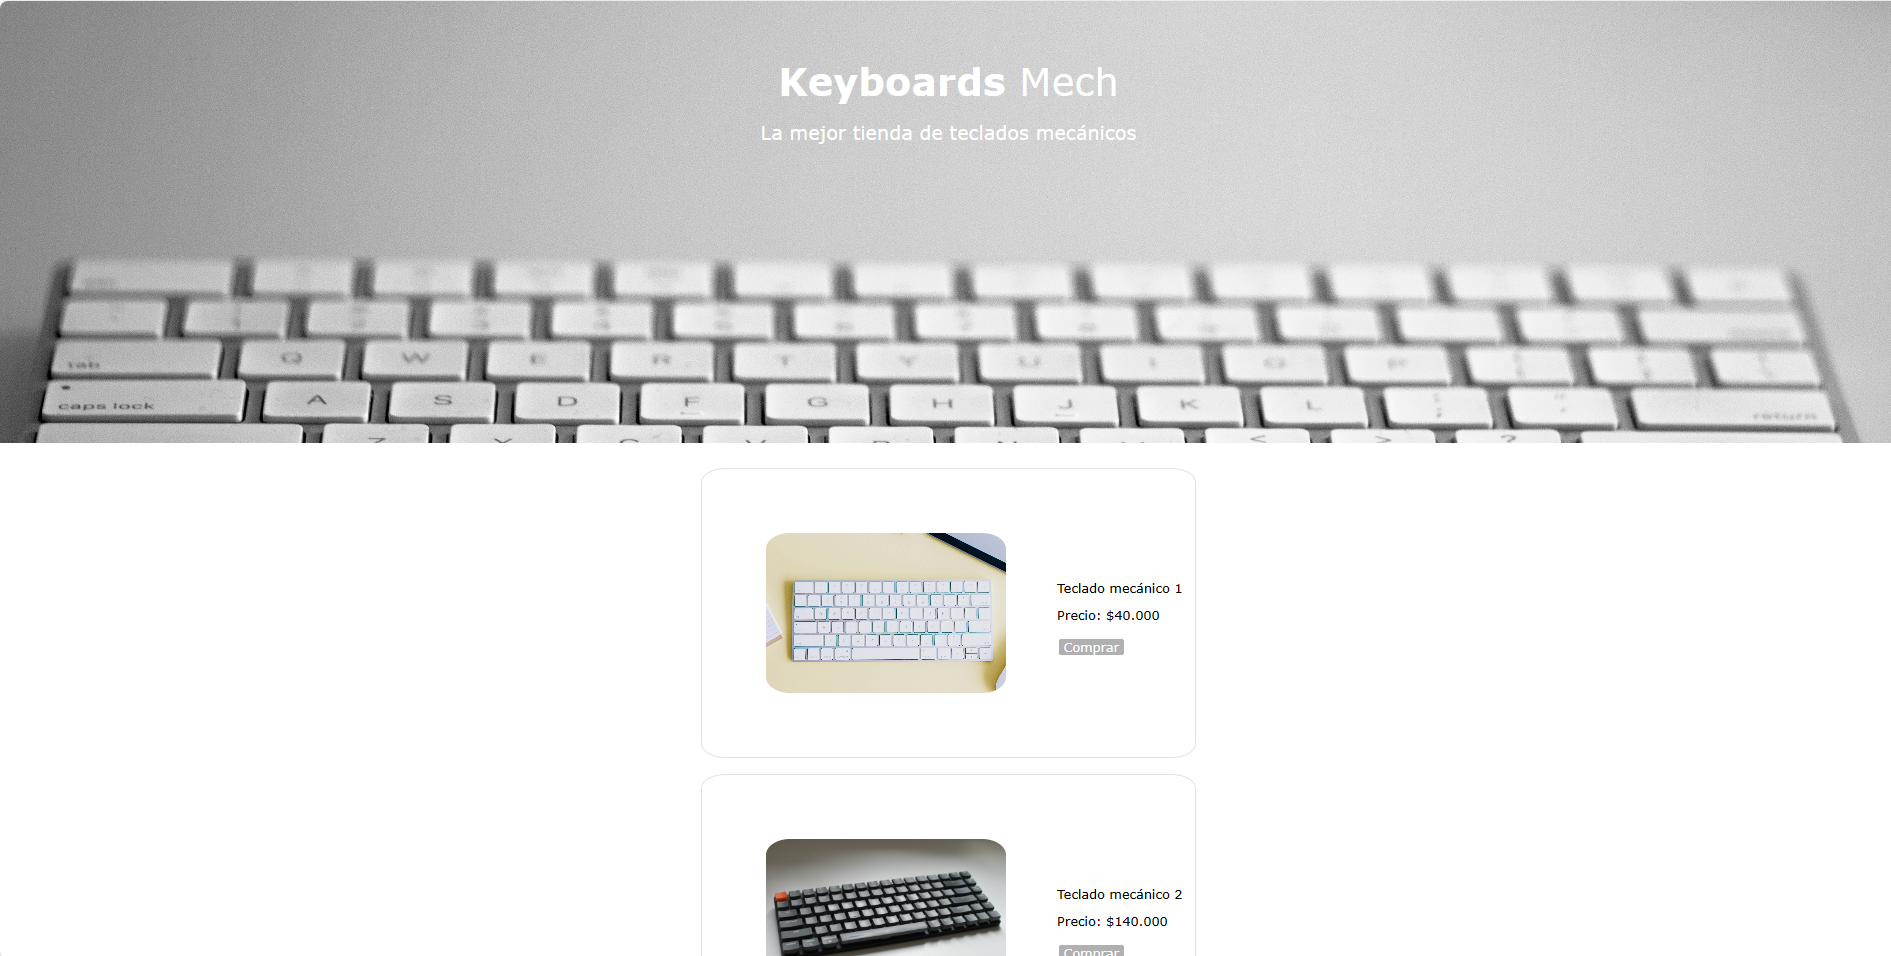 Keyboards Mech
La mejor tienda de teclados mecánicos
tab Q W E R T Y U I O P
caps lock A S D F G H J K L ; return
< > ?
Teclado mecánico 1
Precio: $40.000
Comprar
Teclado mecánico 2
Precio: $140.000
Comprar